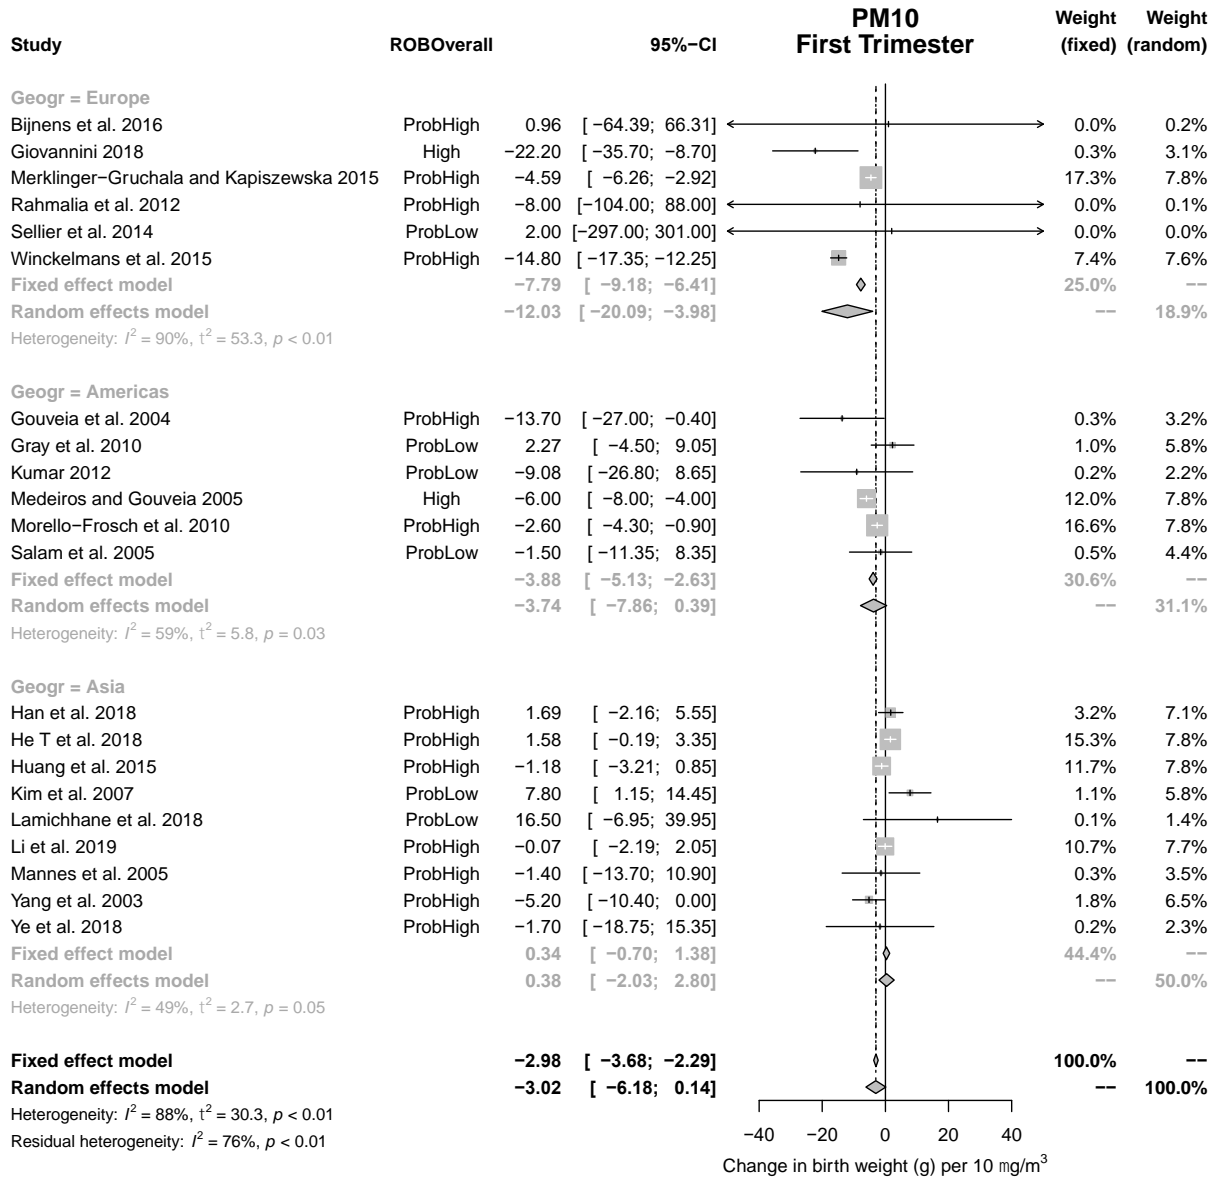 PM10
First Trimester
Study ROBOverall 95%−CI Weight (fixed) Weight (random)
Geogr = Europe
Bijnens et al. 2016 ProbHigh 0.96 [ −64.39; 66.31] 0.0% 0.2%
Giovannini 2018 High −22.20 [ −35.70; −8.70] 0.3% 3.1%
Merklinger−Gruchala and Kapiszewska 2015 ProbHigh −4.59 [ −6.26; −2.92] 17.3% 7.8%
Rahmalia et al. 2012 ProbHigh −8.00 [−104.00; 88.00] 0.0% 0.1%
Sellier et al. 2014 ProbLow 2.00 [−297.00; 301.00] 0.0% 0.0%
Winckelmans et al. 2015 ProbHigh −14.80 [ −17.35; −12.25] 7.4% 7.6%
Fixed effect model −7.79 [ −9.18; −6.41] 25.0% −−
Random effects model −12.03 [ −20.09; −3.98] −− 18.9%
Heterogeneity: I² = 90%, τ² = 53.3, p < 0.01
Geogr = Americas
Gouveia et al. 2004 ProbHigh −13.70 [ −27.00; −0.40] 0.3% 3.2%
Gray et al. 2010 ProbLow 2.27 [ −4.50; 9.05] 1.0% 5.8%
Kumar 2012 ProbLow −9.08 [ −26.80; 8.65] 0.2% 2.2%
Medeiros and Gouveia 2005 High −6.00 [ −8.00; −4.00] 12.0% 7.8%
Morello−Frosch et al. 2010 ProbHigh −2.60 [ −4.30; −0.90] 16.6% 7.8%
Salam et al. 2005 ProbLow −1.50 [ −11.35; 8.35] 0.5% 4.4%
Fixed effect model −3.88 [ −5.13; −2.63] 30.6% −−
Random effects model −3.74 [ −7.86; 0.39] −− 31.1%
Heterogeneity: I² = 59%, τ² = 5.8, p = 0.03
Geogr = Asia
Han et al. 2018 ProbHigh 1.69 [ −2.16; 5.55] 3.2% 7.1%
He T et al. 2018 ProbHigh 1.58 [ −0.19; 3.35] 15.3% 7.8%
Huang et al. 2015 ProbHigh −1.18 [ −3.21; 0.85] 11.7% 7.8%
Kim et al. 2007 ProbLow 7.80 [ 1.15; 14.45] 1.1% 5.8%
Lamichhane et al. 2018 ProbLow 16.50 [ −6.95; 39.95] 0.1% 1.4%
Li et al. 2019 ProbHigh −0.07 [ −2.19; 2.05] 10.7% 7.7%
Mannes et al. 2005 ProbHigh −1.40 [ −13.70; 10.90] 0.3% 3.5%
Yang et al. 2003 ProbHigh −5.20 [ −10.40; 0.00] 1.8% 6.5%
Ye et al. 2018 ProbHigh −1.70 [ −18.75; 15.35] 0.2% 2.3%
Fixed effect model 0.34 [ −0.70; 1.38] 44.4% −−
Random effects model 0.38 [ −2.03; 2.80] −− 50.0%
Heterogeneity: I² = 49%, τ² = 2.7, p = 0.05
Fixed effect model −2.98 [ −3.68; −2.29] 100.0% −−
Random effects model −3.02 [ −6.18; 0.14] −− 100.0%
Heterogeneity: I² = 88%, τ² = 30.3, p < 0.01
Residual heterogeneity: I² = 76%, p < 0.01
−40 −20 0 20 40
Change in birth weight (g) per 10 mg/m³